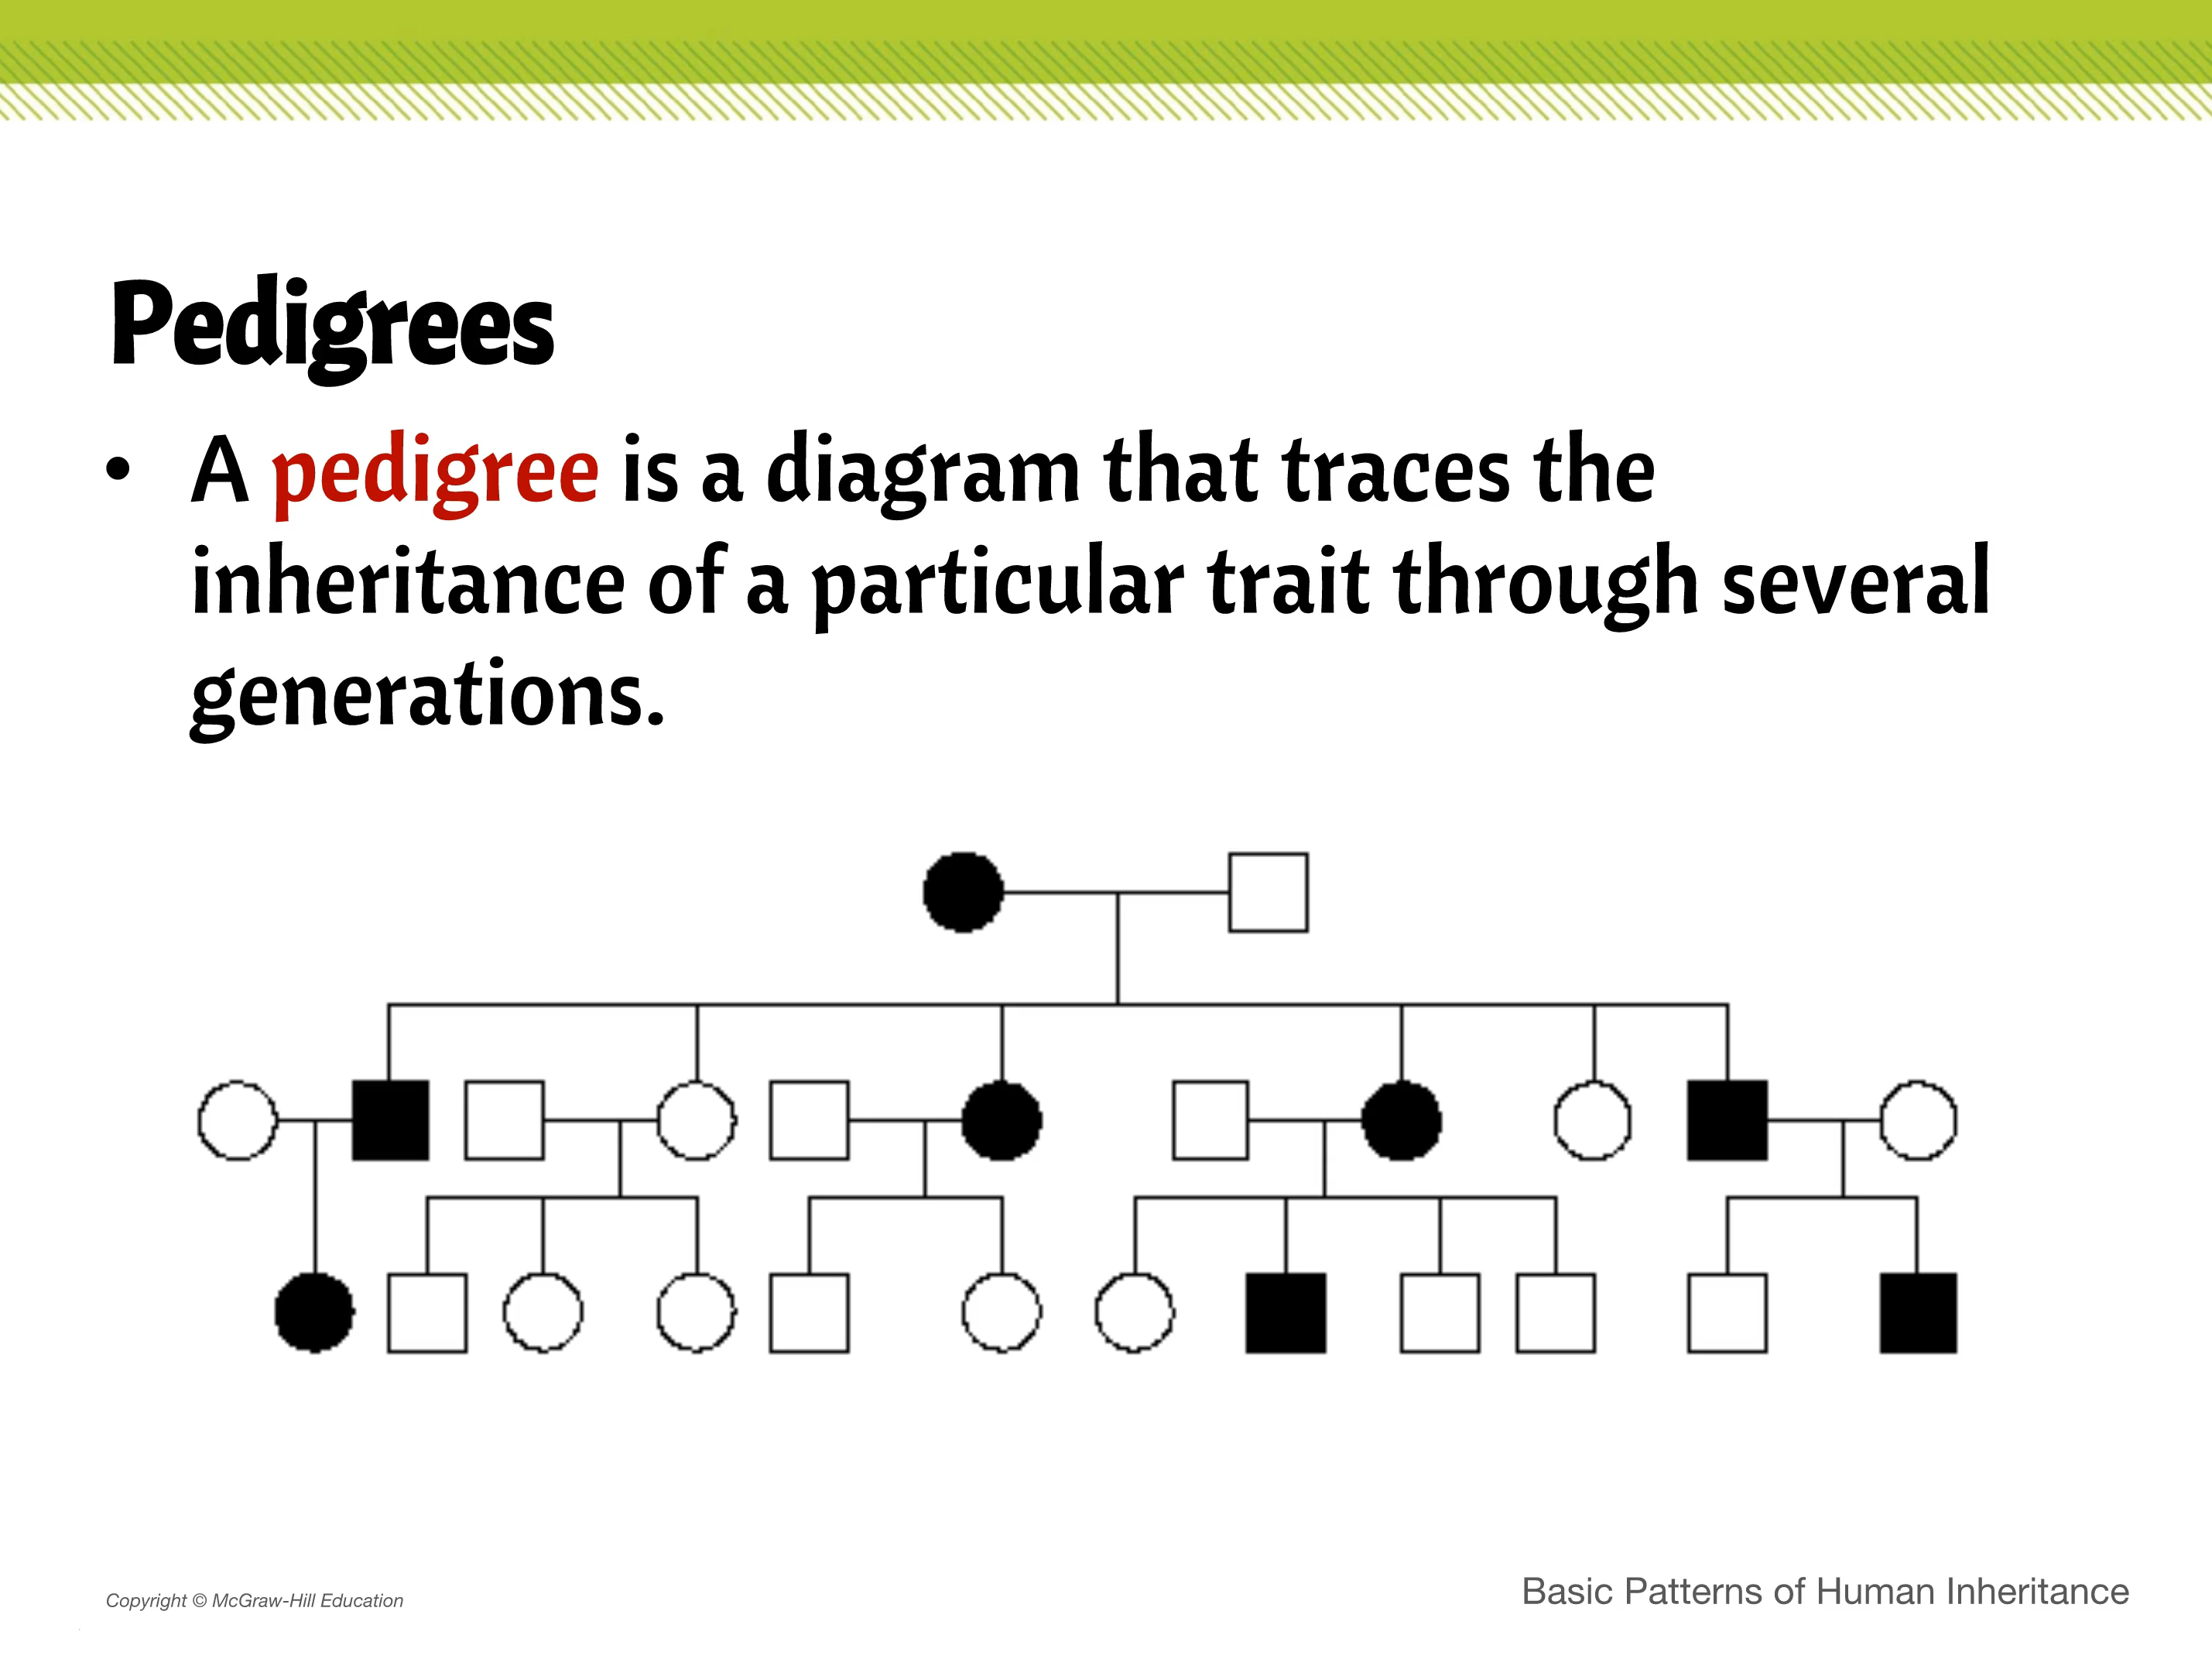 Pedigrees
• A pedigree is a diagram that traces the
inheritance of a particular trait through several
generations.
Copyright © McGraw-Hill Education
Basic Patterns of Human Inheritance